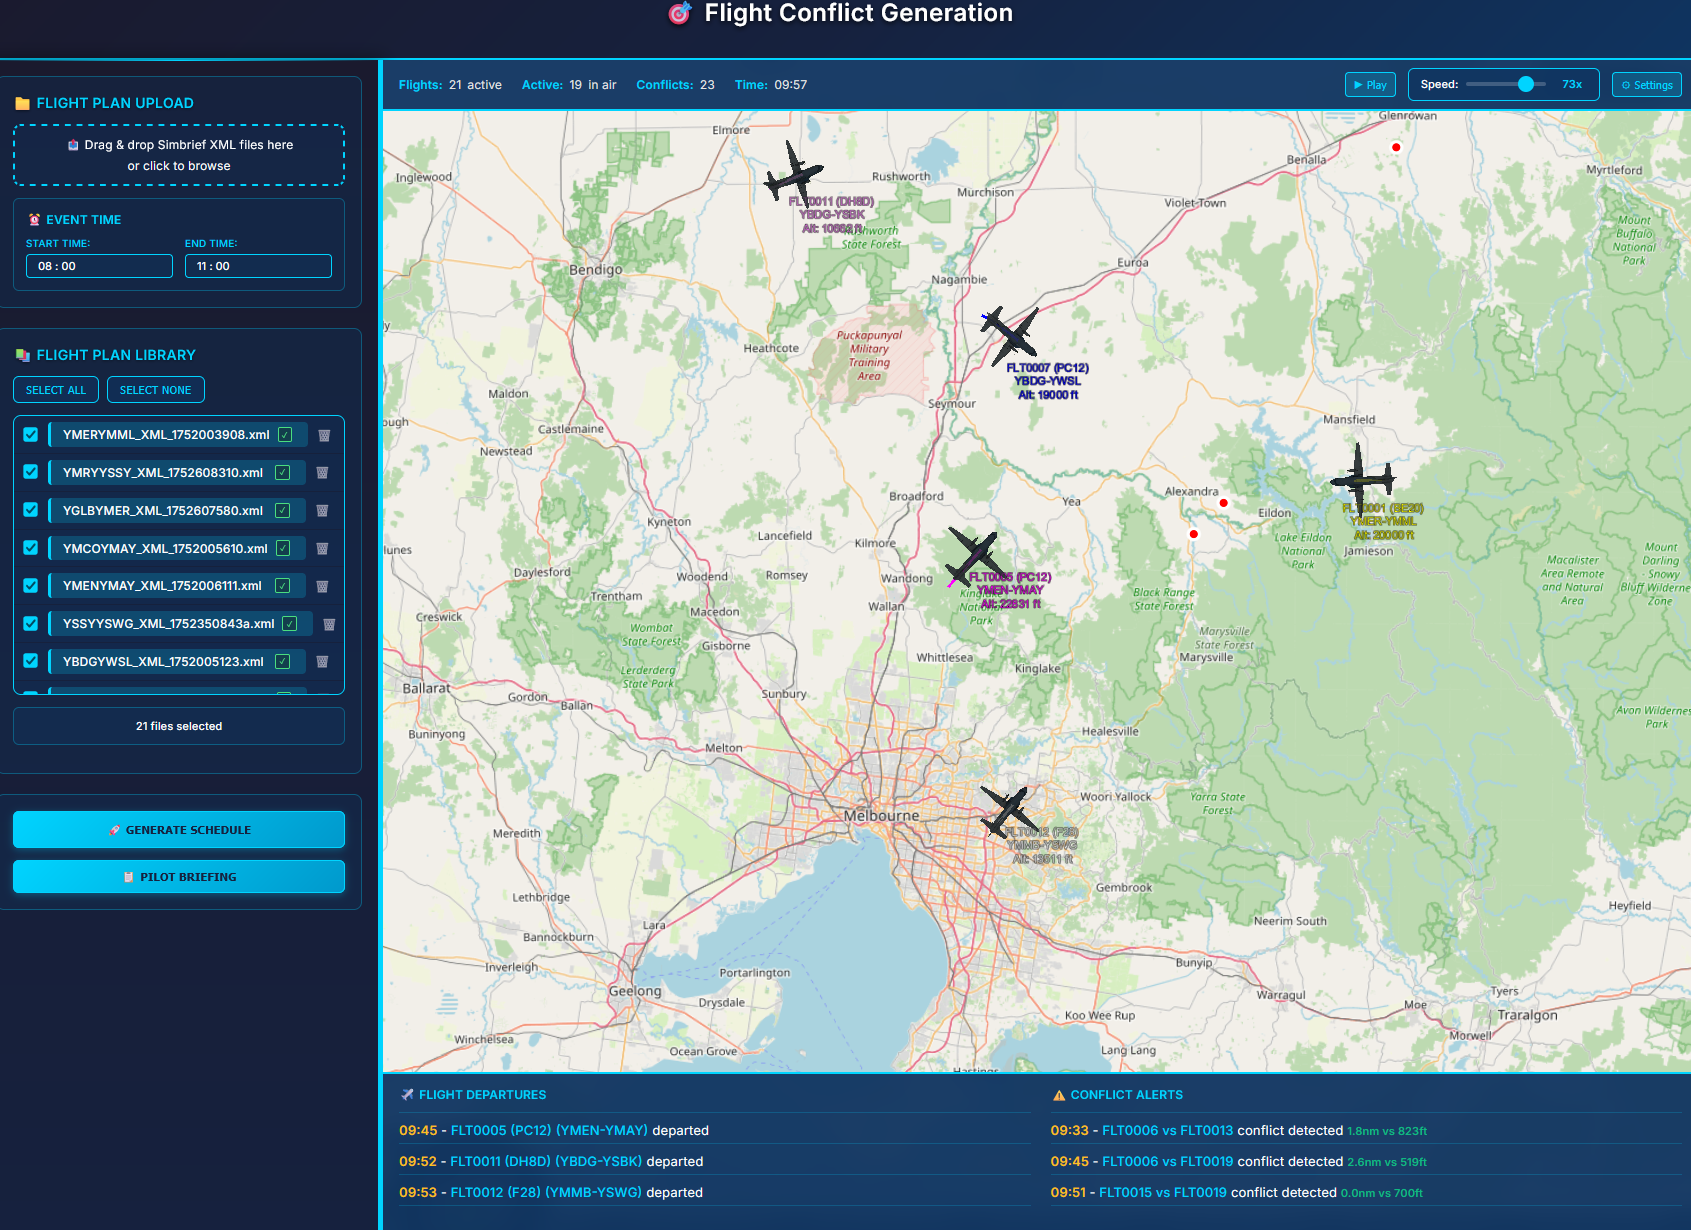 Flight Conflict Generation
FLIGHT PLAN UPLOAD
Drag & drop Simbrief XML files here
or click to browse
EVENT TIME
START TIME:
END TIME:
08 : 00
11 : 00
FLIGHT PLAN LIBRARY
SELECT ALL
SELECT NONE
YMERYMML_XML_1752003908.xml
YMRYYSSY_XML_1752608310.xml
YGLBYMER_XML_1752607580.xml
YMCOYMAY_XML_1752005610.xml
YMENYMAY_XML_1752006111.xml
YSSYYSWG_XML_1752350843a.xml
YBDGYWSL_XML_1752005123.xml
21 files selected
GENERATE SCHEDULE
PILOT BRIEFING
Flights: 21 active Active: 19 in air Conflicts: 23 Time: 09:57
Play
Speed: 73x
Settings
Elmore
Glenrowan
Benalla
Inglewood
Rushworth
Murchison
Myrtleford
Violet Town
FLT0011 (DH8D)
YBDG-YSBK
Rushworth
State Forest
Mount
Buffalo
National
Park
Bendigo
Euroa
Nagambie
Puckapunyal
Military
Training
Area
Heathcote
FLT0007 (PC12)
YBDG-YWSL
Alt: 19000 ft
Maldon
Seymour
Mansfield
ough
Castlemaine
Newstead
Broadford
Yea
Alexandra
Eildon
FLT0001 (BE30)
YMER-YMML
Alt: 20000 ft
Kyneton
Lancefield
Kilmore
Lake Eildon
National
Park
Jamieson
lunes
Daylesford
Woodend
Romsey
Wandong
FLT0005 (PC12)
YMEN-YMAY
Alt: 22831 ft
Kinglake
National
Park
Macalister
Area Remote
and Natural
Area
Mount
Darling
- Snowy
Bluff Wilderness
Zone
Trentham
Macedon
Wallan
Black Range
State Forest
Creswick
Wombat
State Forest
Gisborne
Marysville
State Forest
Marysville
Whittlesea
Kinglake
Lerderderg
State Park
Ballarat
Gordon
Ballan
Sunbury
Avon Wilderness
Park
Buninyong
Melton
Healesville
Woori Yallock
Yarra State
Forest
Melbourne
Meredith
FLT0012 (F28)
YMMB-YSWG
Alt: 13511 ft
Gembrook
Lethbridge
Lara
Neerim South
Heyfield
Bannockburn
Inverleigh
Portarlington
Bunyip
Geelong
Drysdale
Warragul
Moe
Tyers
Traralgon
Koo Wee Rup
Morwell
Winchelsea
Ocean Grove
Lang Lang
Hastings
FLIGHT DEPARTURES
09:45 - FLT0005 (PC12) (YMEN-YMAY) departed
09:52 - FLT0011 (DH8D) (YBDG-YSBK) departed
09:53 - FLT0012 (F28) (YMMB-YSWG) departed
CONFLICT ALERTS
09:33 - FLT0006 vs FLT0013 conflict detected 1.8nm vs 823ft
09:45 - FLT0006 vs FLT0019 conflict detected 2.6nm vs 519ft
09:51 - FLT0015 vs FLT0019 conflict detected 0.0nm vs 700ft